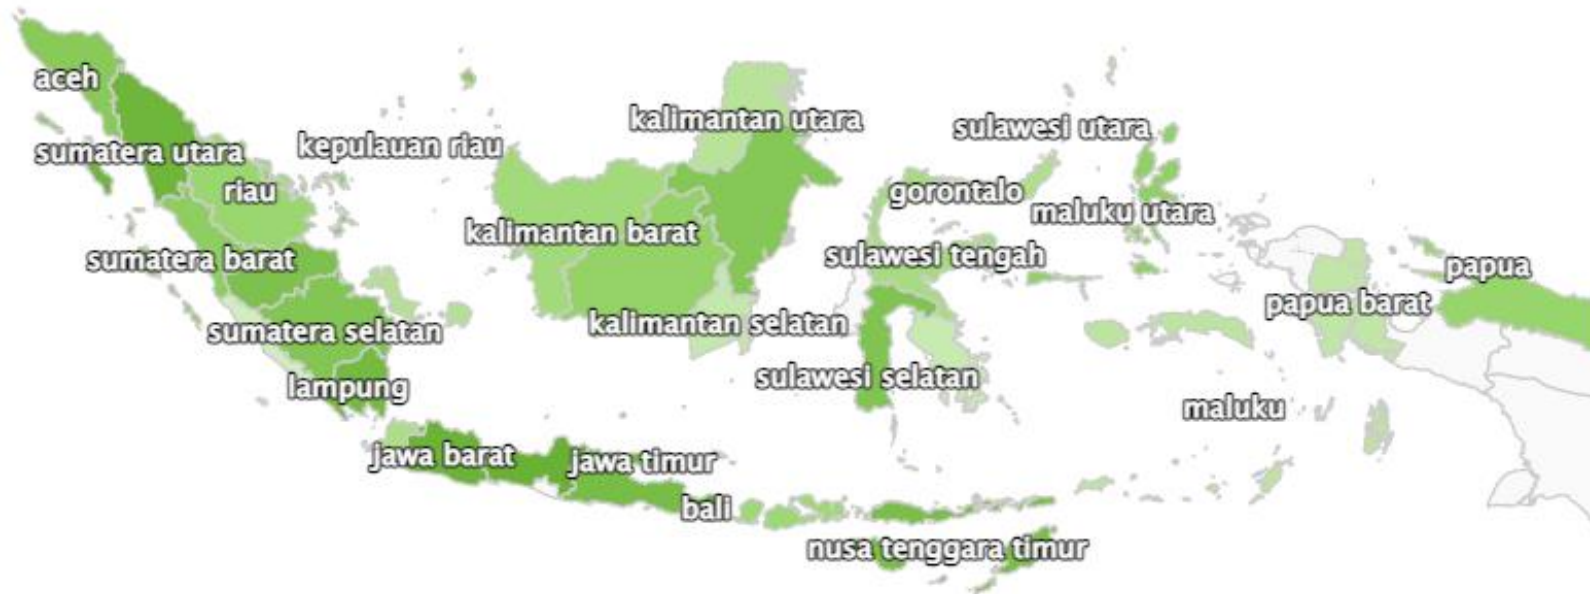 aceh
kalimantan utara
sulawesi utara
sumatera utara
kepulauan riau
riau
gorontalo
maluku utara
kalimantan barat
sumatera barat
sulawesi tengah
papua
papua barat
sumatera selatan
kalimantan selatan
lampung
sulawesi selatan
maluku
jawa barat
jawa timur
bali
nusa tenggara timur